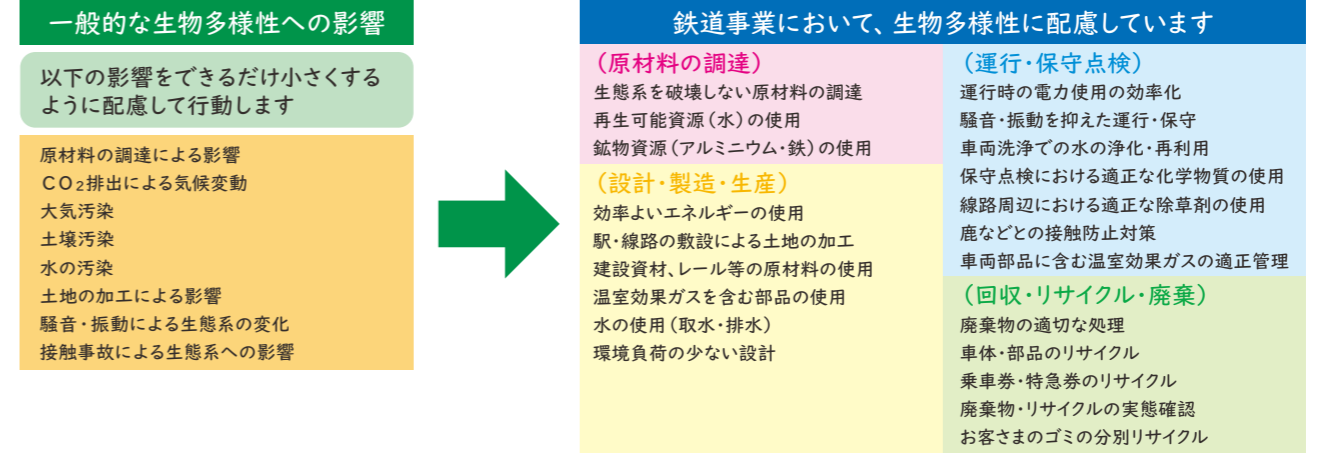 一般的な生物多様性への影響
以下の影響をできるだけ小さくする
ように配慮して行動します
原材料の調達による影響
CO₂排出による気候変動
大気汚染
土壌汚染
水の汚染
土地の加工による影響
騒音・振動による生態系の変化
接触事故による生態系への影響
鉄道事業において、生物多様性に配慮しています
（原材料の調達）
生態系を破壊しない原材料の調達
再生可能資源（水）の使用
鉱物資源（アルミニウム・鉄）の使用
（設計・製造・生産）
効率よいエネルギーの使用
駅・線路の敷設による土地の加工
建設資材、レール等の原材料の使用
温室効果ガスを含む部品の使用
水の使用（取水・排水）
環境負荷の少ない設計
（運行・保守点検）
運行時の電力使用の効率化
騒音・振動を抑えた運行・保守
車両洗浄での水の浄化・再利用
保守点検における適正な化学物質の使用
線路周辺における適正な除草剤の使用
鹿などとの接触防止対策
車両部品に含む温室効果ガスの適正管理
（回収・リサイクル・廃棄）
廃棄物の適切な処理
車体・部品のリサイクル
乗車券・特急券のリサイクル
廃棄物・リサイクルの実態確認
お客さまのゴミの分別リサイクル